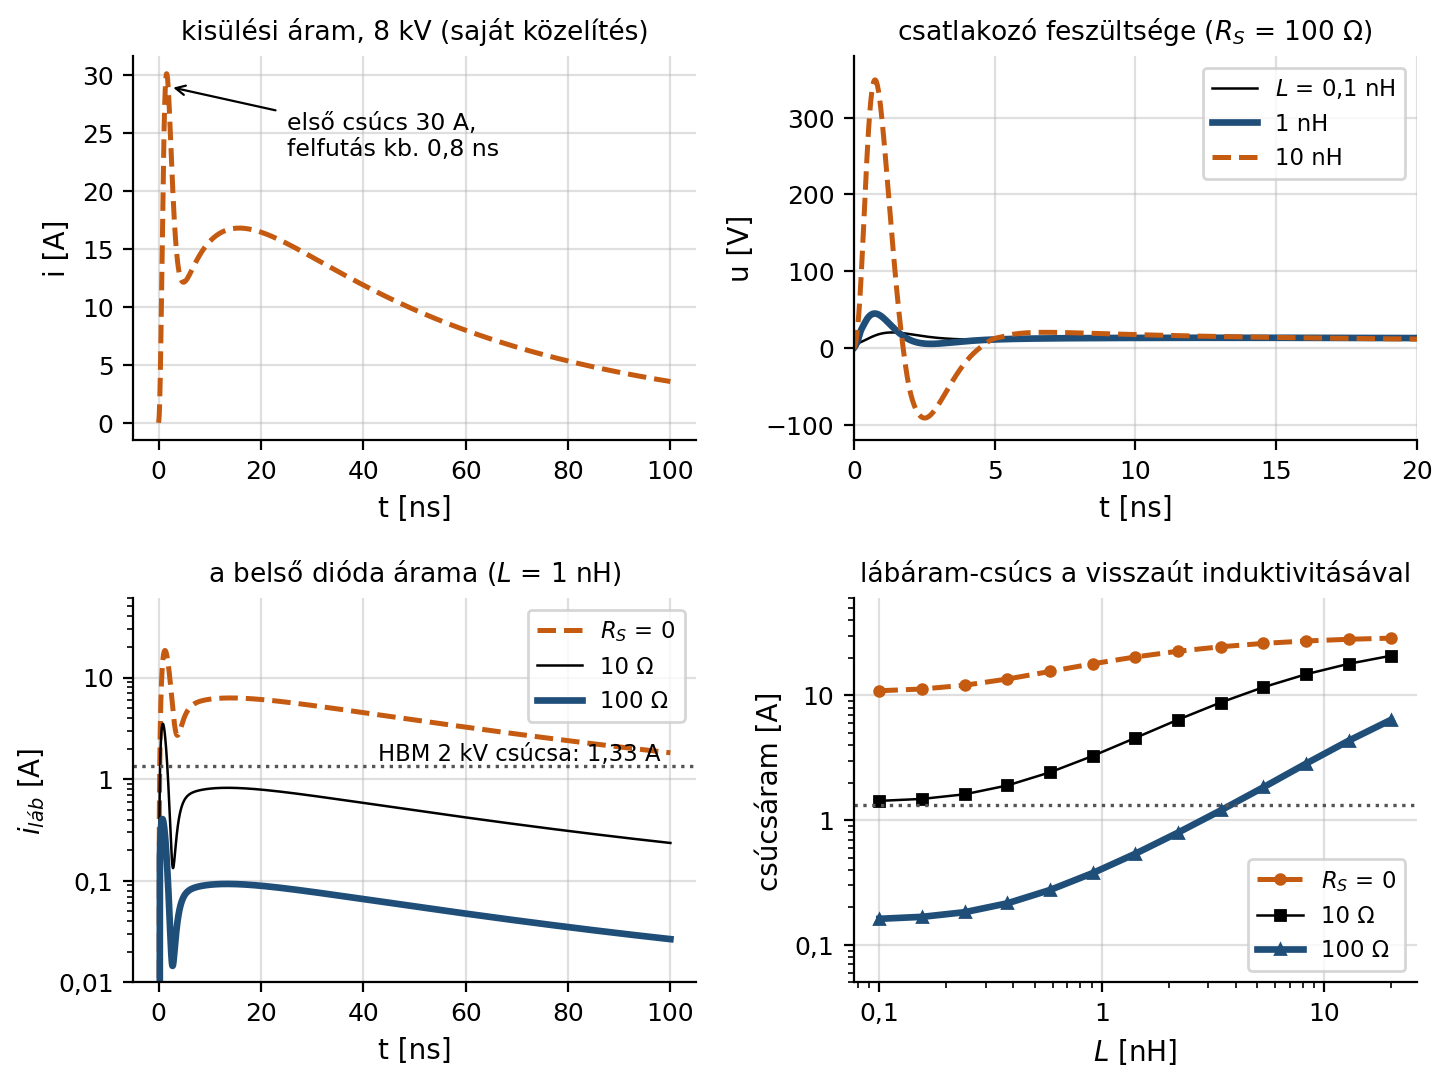 kisülési áram, 8 kV (saját közelítés)
30
25
20
15
10
5
0
i [A]
első csúcs 30 A,
felfutás kb. 0,8 ns
0 20 40 60 80 100
t [ns]
csatlakozó feszültsége (R_S = 100 Ω)
300
200
100
0
−100
u [V]
L = 0,1 nH
1 nH
10 nH
0 5 10 15 20
t [ns]
a belső dióda árama (L = 1 nH)
10
1
0,1
0,01
i_láb [A]
R_S = 0
10 Ω
100 Ω
HBM 2 kV csúcsa: 1,33 A
0 20 40 60 80 100
t [ns]
lábáram-csúcs a visszaút induktivitásával
10
1
0,1
csúcsáram [A]
R_S = 0
10 Ω
100 Ω
0,1 1 10
L [nH]